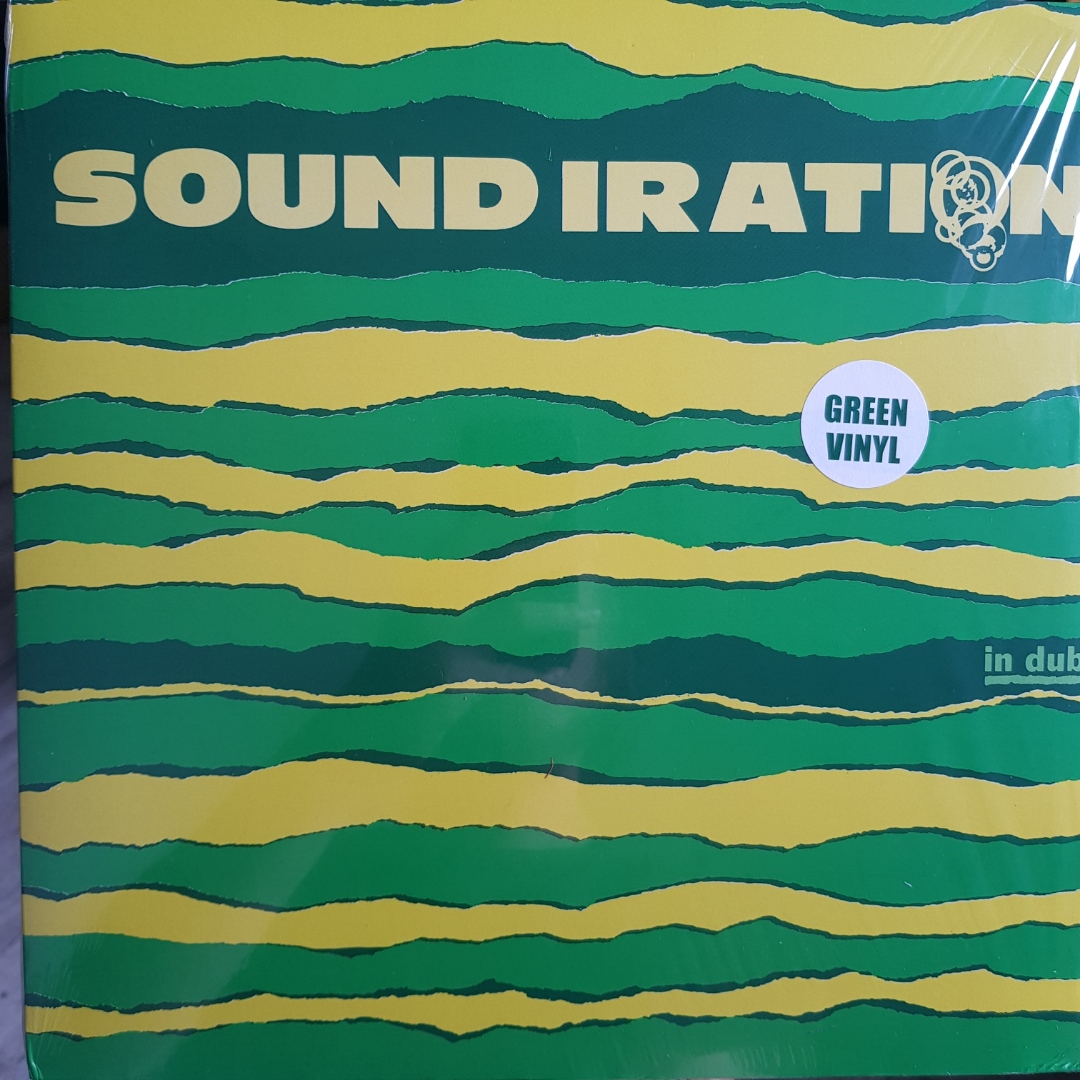 SOUND IRATION
GREEN
VINYL
in dub